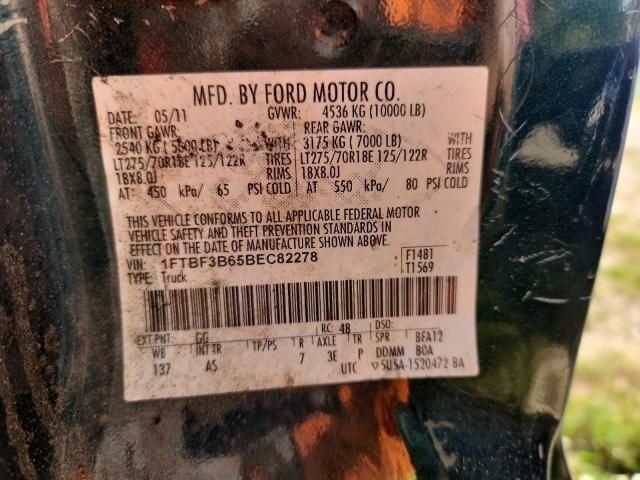 MFD. BY FORD MOTOR CO.
DATE: 05/11 GVWR: 4536 KG (10000 LB)
FRONT GAWR: REAR GAWR:
2540 KG (5600 LB) WITH 3175 KG (7000 LB) WITH
LT275/70R18E 125/122R TIRES LT275/70R18E 125/122R TIRES
18X8.0J RIMS 18X8.0J RIMS
AT: 450 kPa/ 65 PSI COLD AT: 550 kPa/ 80 PSI COLD
THIS VEHICLE CONFORMS TO ALL APPLICABLE FEDERAL MOTOR
VEHICLE SAFETY AND THEFT PREVENTION STANDARDS IN
EFFECT ON THE DATE OF MANUFACTURE SHOWN ABOVE.
VIN: 1FTBF3B65BEC82278 F1481
TYPE: Truck T1569
EXT PNT: GG RC: 48 DSO:
WB INT TR TP/PS R AXLE TR SPR BFA12
137 AS 7 3E P DDMM BOA
UTC ▽5U5A-1520472-BA